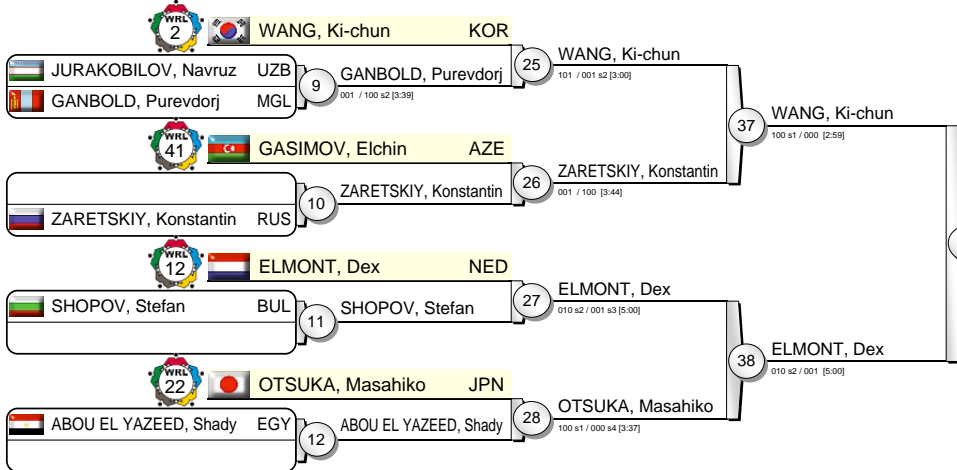 WRL
2
WANG, Ki-chun KOR
JURAKOBILOV, Navruz UZB
GANBOLD, Purevdorj MGL
9
GANBOLD, Purevdorj
001 / 100 s2 [3:39]
25
WANG, Ki-chun
101 / 001 s2 [3:00]
WRL
41
GASIMOV, Elchin AZE
ZARETSKIY, Konstantin RUS
10
ZARETSKIY, Konstantin
26
ZARETSKIY, Konstantin
001 / 100 [3:44]
37
WANG, Ki-chun
100 s1 / 000 [2:59]
WRL
12
ELMONT, Dex NED
SHOPOV, Stefan BUL
11
SHOPOV, Stefan
27
ELMONT, Dex
010 s2 / 001 s3 [5:00]
WRL
22
OTSUKA, Masahiko JPN
ABOU EL YAZEED, Shady EGY
12
ABOU EL YAZEED, Shady
28
OTSUKA, Masahiko
100 s1 / 000 s4 [3:37]
38
ELMONT, Dex
010 s2 / 001 [5:00]